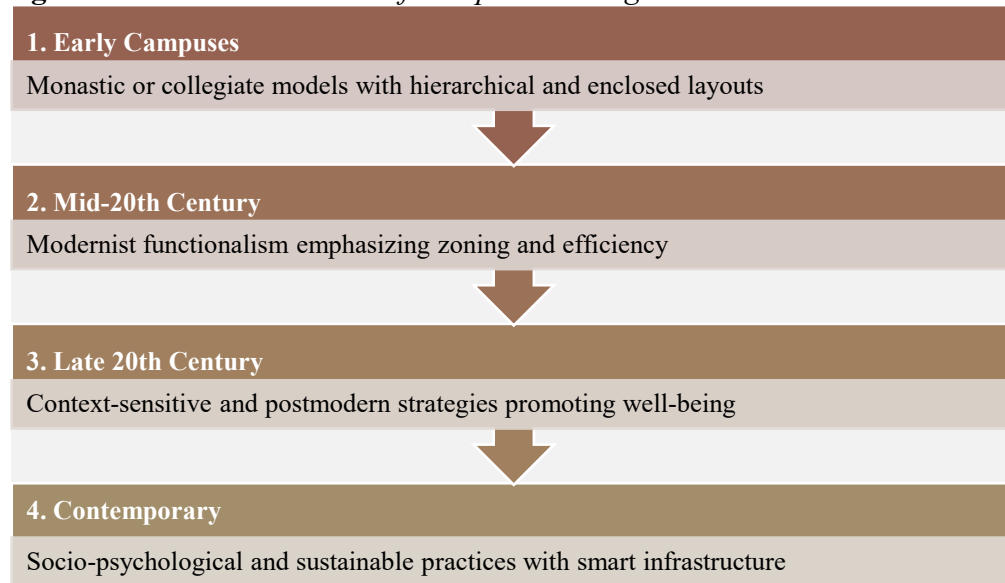 1. Early Campuses
Monastic or collegiate models with hierarchical and enclosed layouts
2. Mid-20th Century
Modernist functionalism emphasizing zoning and efficiency
3. Late 20th Century
Context-sensitive and postmodern strategies promoting well-being
4. Contemporary
Socio-psychological and sustainable practices with smart infrastructure